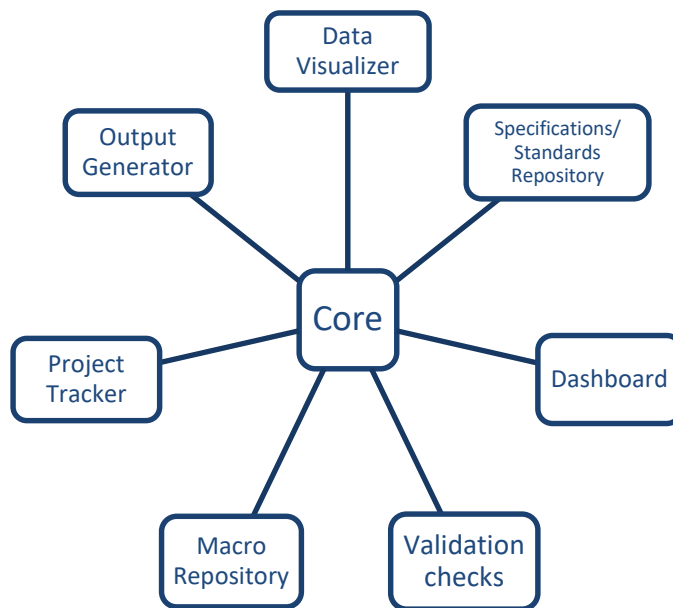 Data
Visualizer
Output
Generator
Specifications/
Standards
Repository
Core
Project
Tracker
Dashboard
Macro
Repository
Validation
checks